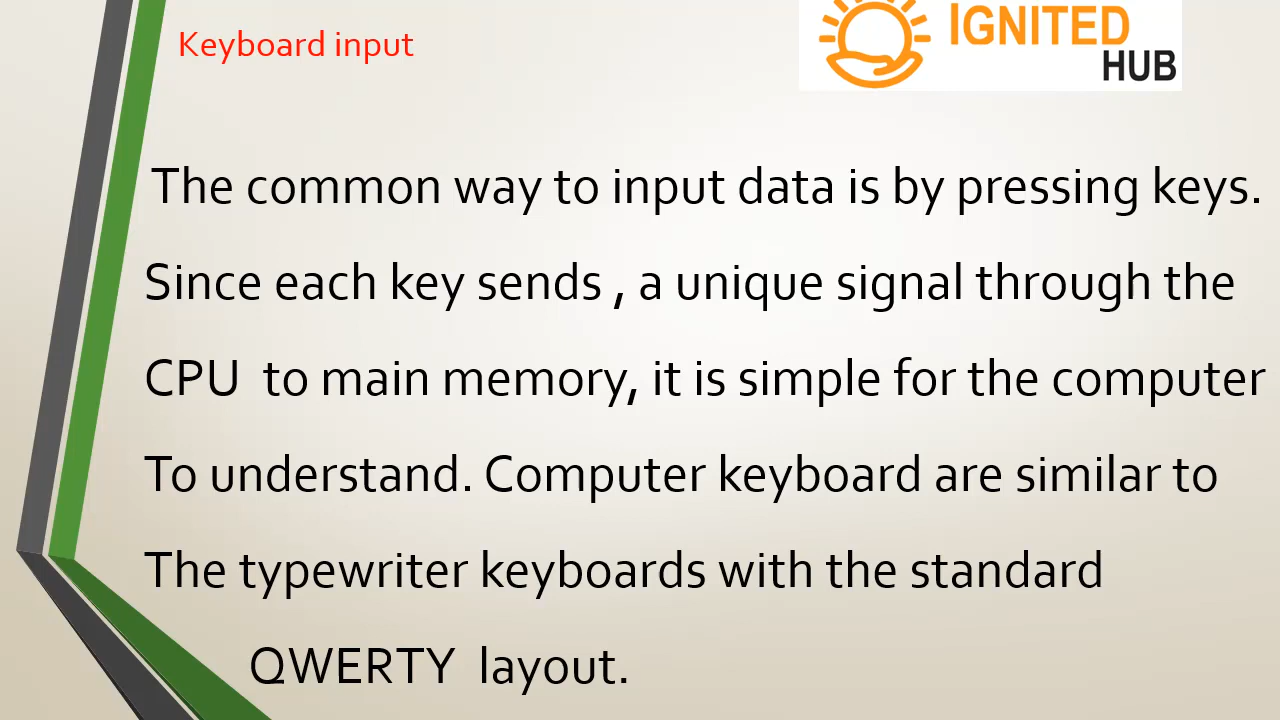 Keyboard input
IGNITED
HUB
The common way to input data is by pressing keys.
Since each key sends , a unique signal through the
CPU to main memory, it is simple for the computer
To understand. Computer keyboard are similar to
The typewriter keyboards with the standard
QWERTY layout.